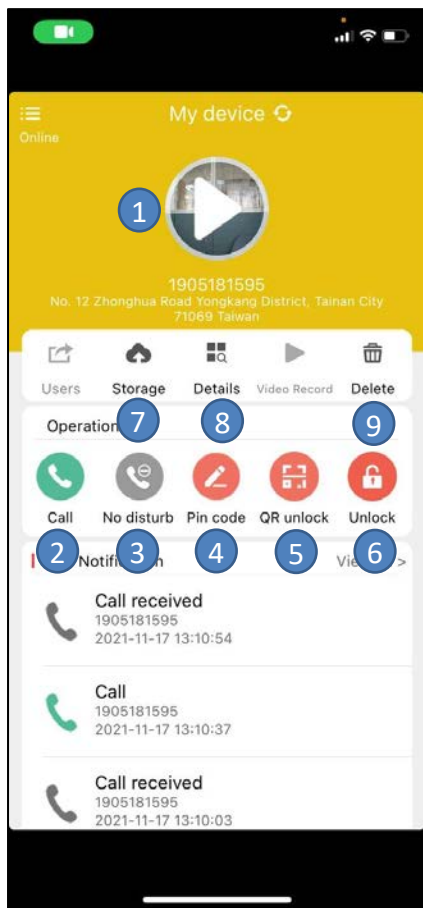 My device
Online
1
1905181595
No. 12 Zhonghua Road Yongkang District, Tainan City
71069 Taiwan
Users Storage Details Video Record Delete
7 8 9
Call No disturb Pin code QR unlock Unlock
2 3 4 5 6
Call received
1905181595
2021-11-17 13:10:54
Call
1905181595
2021-11-17 13:10:37
Call received
1905181595
2021-11-17 13:10:03